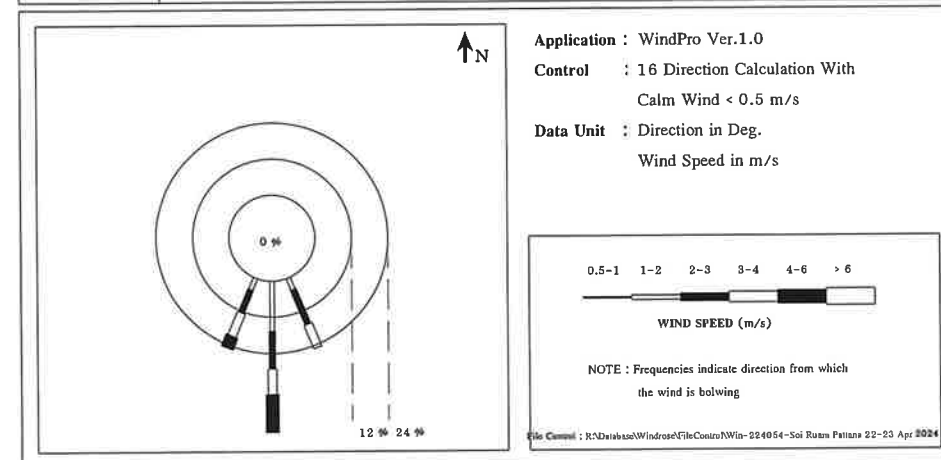 N
Application : WindPro Ver.1.0
Control : 16 Direction Calculation With
Calm Wind < 0.5 m/s
Data Unit : Direction in Deg.
Wind Speed in m/s
0 %
12 % 24 %
0.5-1 1-2 2-3 3-4 4-6 > 6
WIND SPEED (m/s)
NOTE : Frequencies indicate direction from which
the wind is bolwing
File Control : R:\Database\Windrose\FileControl\Win-224054-Soi Ruam Pattana 22-23 Apr 2024